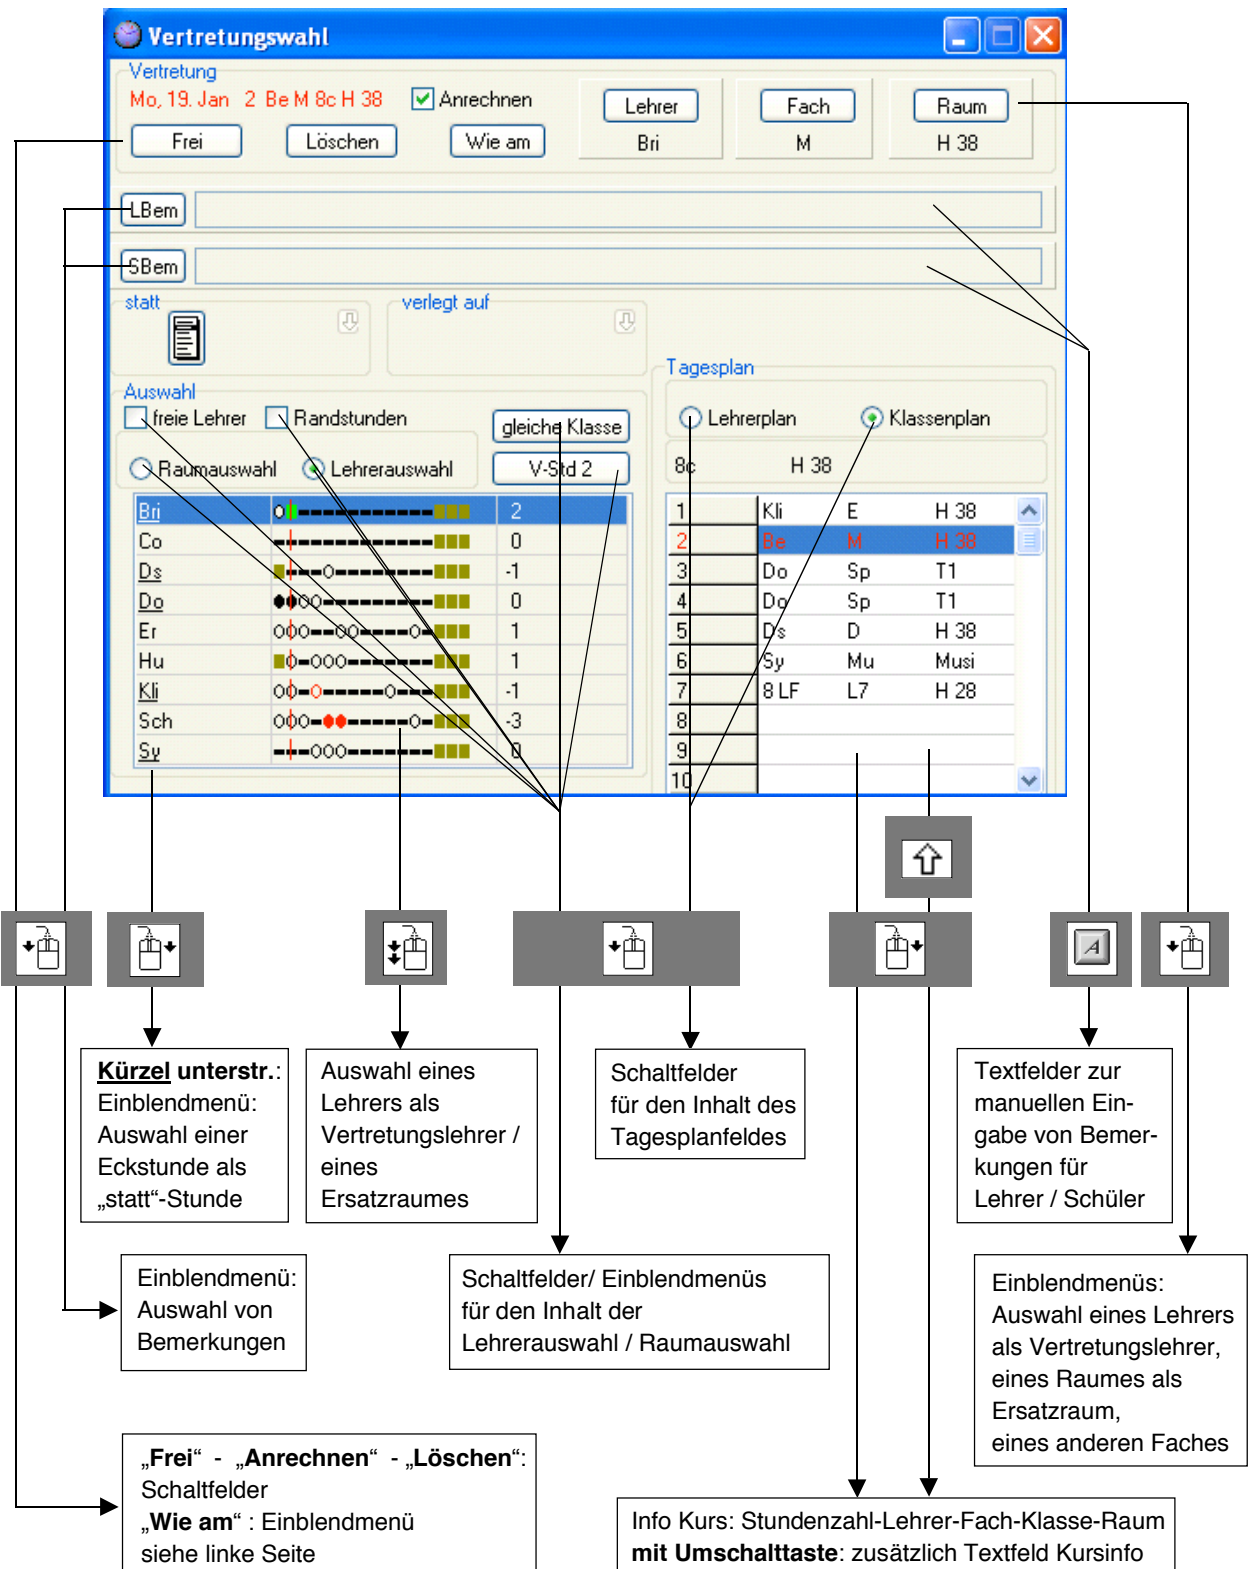 Vertretungswahl
Vertretung
Mo, 19. Jan 2 Be M 8c H 38
Anrechnen
Lehrer
Fach
Raum
Frei
Löschen
Wie am
Bri
M
H 38
LBem
SBem
statt
verlegt auf
Auswahl
freie Lehrer
Randstunden
gleiche Klasse
Raumauswahl
Lehrerauswahl
V-Std 2
Bri 2
Co 0
Ds -1
Do 0
Er 1
Hu 1
Kli -1
Sch -3
Sy 0
Tagesplan
Lehrerplan
Klassenplan
8c H 38
1 Kli E H 38
2 Be M H 38
3 Do Sp T1
4 Do Sp T1
5 Ds D H 38
6 Sy Mu Musi
7 8 LF L7 H 28
8
9
10
A
Kürzel unterstr.:
Einblendmenü:
Auswahl einer
Eckstunde als
„statt“-Stunde
Auswahl eines
Lehrers als
Vertretungslehrer /
eines
Ersatzraumes
Schaltfelder
für den Inhalt des
Tagesplanfeldes
Textfelder zur
manuellen Ein-
gabe von Bemer-
kungen für
Lehrer / Schüler
Einblendmenü:
Auswahl von
Bemerkungen
Schaltfelder/ Einblendmenüs
für den Inhalt der
Lehrerauswahl / Raumauswahl
Einblendmenüs:
Auswahl eines Lehrers
als Vertretungslehrer,
eines Raumes als
Ersatzraum,
eines anderen Faches
„Frei“ - „Anrechnen“ - „Löschen“:
Schaltfelder
„Wie am“ : Einblendmenü
siehe linke Seite
Info Kurs: Stundenzahl-Lehrer-Fach-Klasse-Raum
mit Umschalttaste: zusätzlich Textfeld Kursinfo